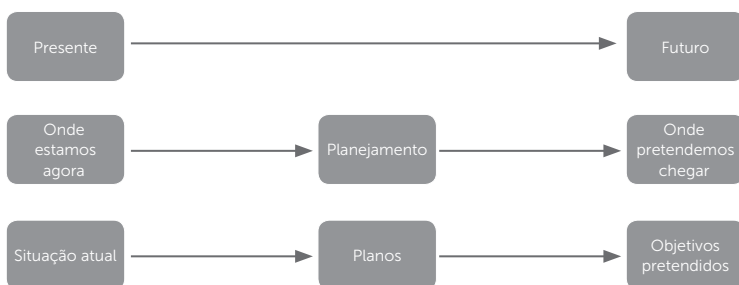 Presente
Futuro
Onde
estamos
agora
Planejamento
Onde
pretendemos
chegar
Situação atual
Planos
Objetivos
pretendidos